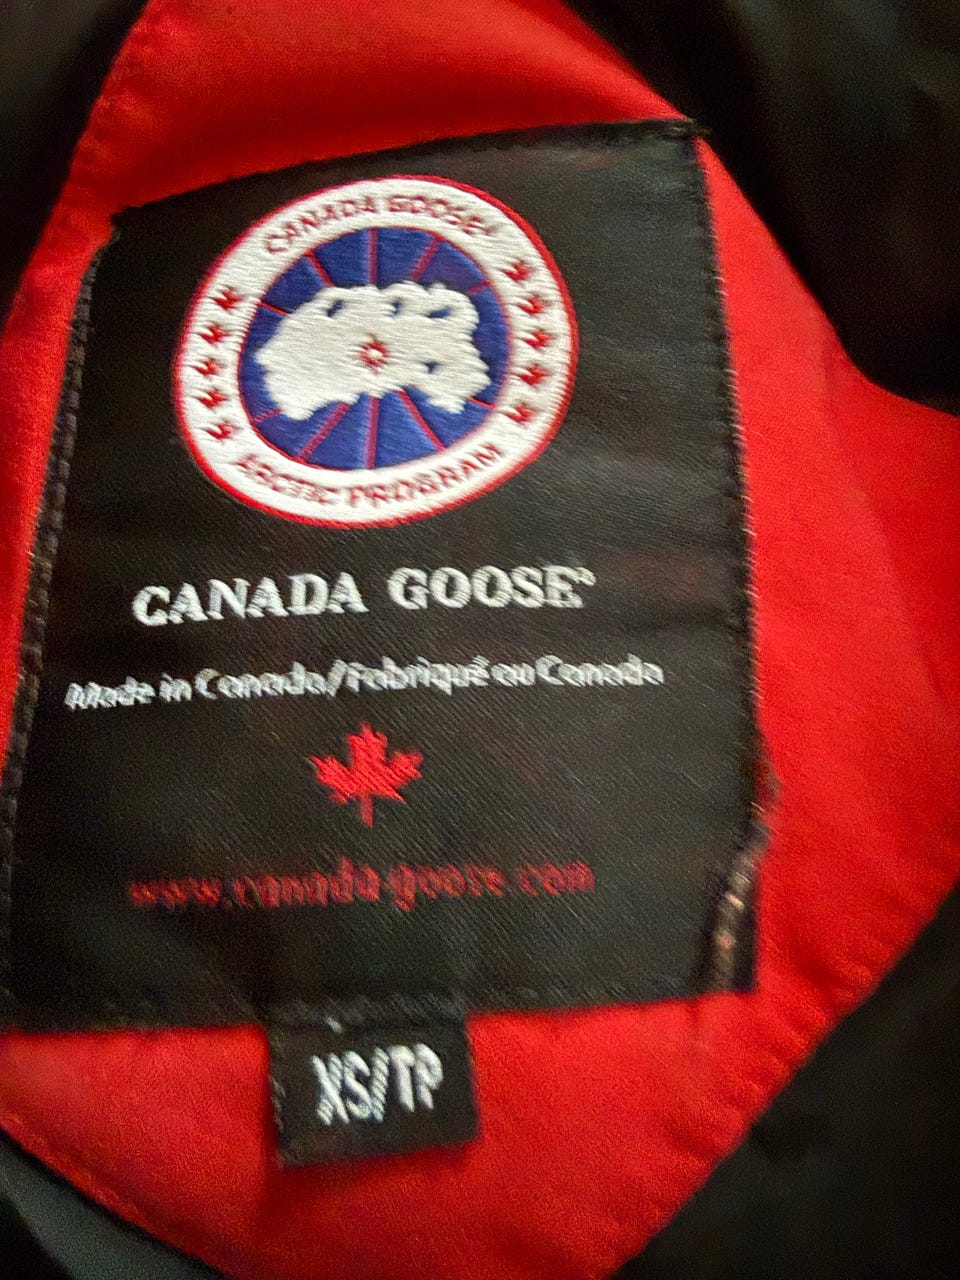 CANADA GOOSE®
ARCTIC PROGRAM
CANADA GOOSE®
Made in Canada/Fabriqué au Canada
www.canada-goose.com
XS/TP